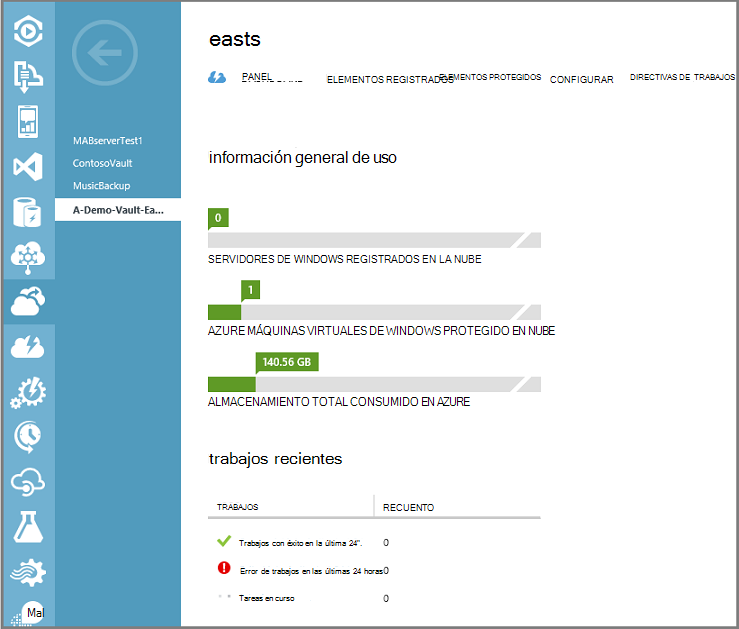 easts
PANEL ELEMENTOS REGISTRADOS ELEMENTOS PROTEGIDOS CONFIGURAR DIRECTIVAS DE TRABAJOS
MABserverTest1
ContosoVault
MusicBackup
A-Demo-Vault-Ea...
información general de uso
0
SERVIDORES DE WINDOWS REGISTRADOS EN LA NUBE
1
AZURE MÁQUINAS VIRTUALES DE WINDOWS PROTEGIDO EN NUBE
140.56 GB
ALMACENAMIENTO TOTAL CONSUMIDO EN AZURE
trabajos recientes
TRABAJOS RECUENTO
Trabajos con éxito en la última 24". 0
Error de trabajos en las últimas 24 horas 0
Tareas en curso 0
Mal